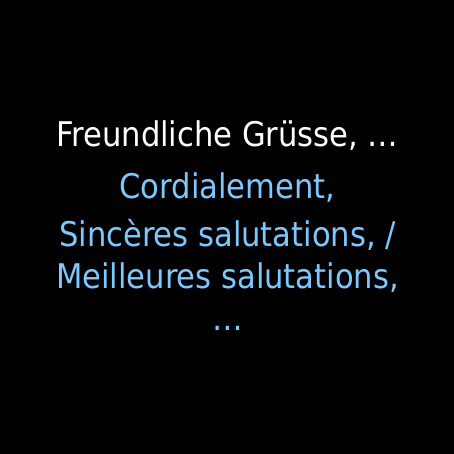 Freundliche Grüsse, ...
Cordialement,
Sincères salutations, /
Meilleures salutations,
...